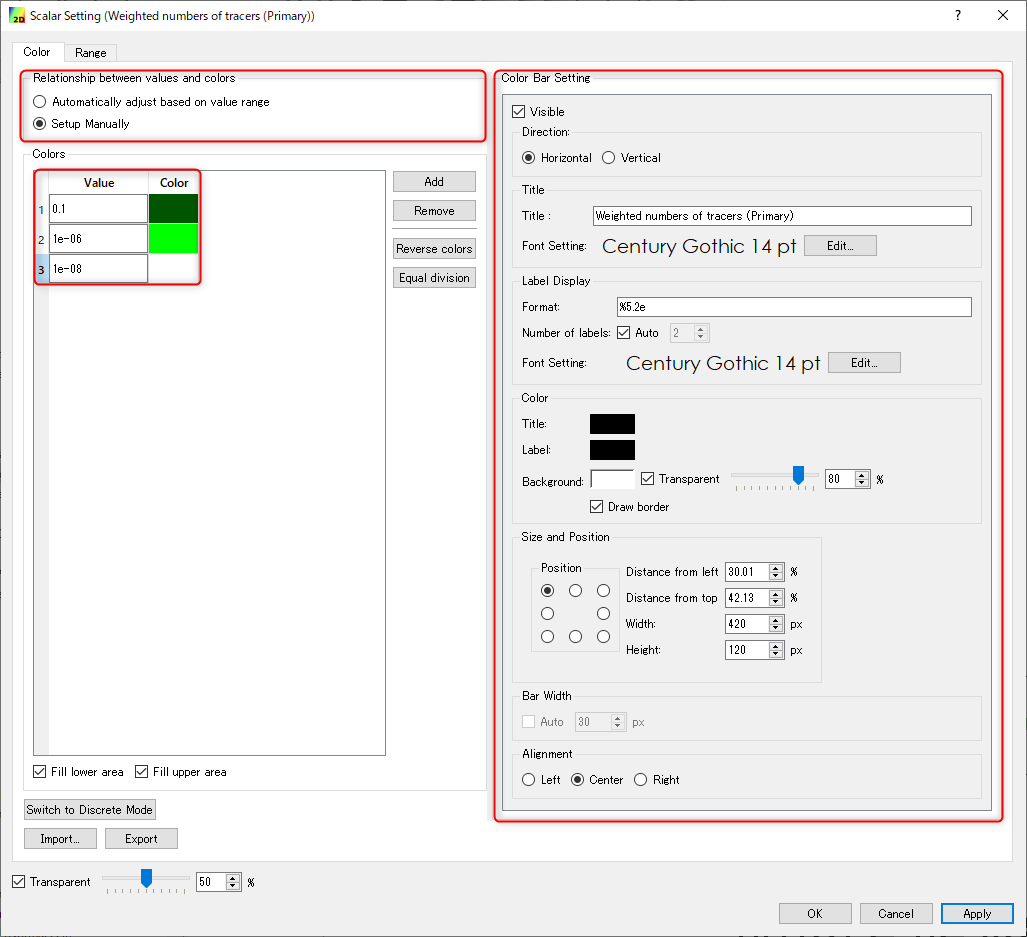 2D Scalar Setting (Weighted numbers of tracers (Primary)) ?
Color Range
Relationship between values and colors
Automatically adjust based on value range
Setup Manually
Colors
Value Color
1 0.1
2 1e-06
3 1e-08
Add
Remove
Reverse colors
Equal division
Fill lower area Fill upper area
Switch to Discrete Mode
Import... Export
Color Bar Setting
Visible
Direction:
Horizontal Vertical
Title
Title : Weighted numbers of tracers (Primary)
Font Setting: Century Gothic 14 pt Edit...
Label Display
Format: %5.2e
Number of labels: Auto 2
Font Setting: Century Gothic 14 pt Edit...
Color
Title:
Label:
Background: Transparent 80 %
Draw border
Size and Position
Position
Distance from left 30.01 %
Distance from top 42.13 %
Width: 420 px
Height: 120 px
Bar Width
Auto 30 px
Alignment
Left Center Right
Transparent 50 %
OK Cancel Apply